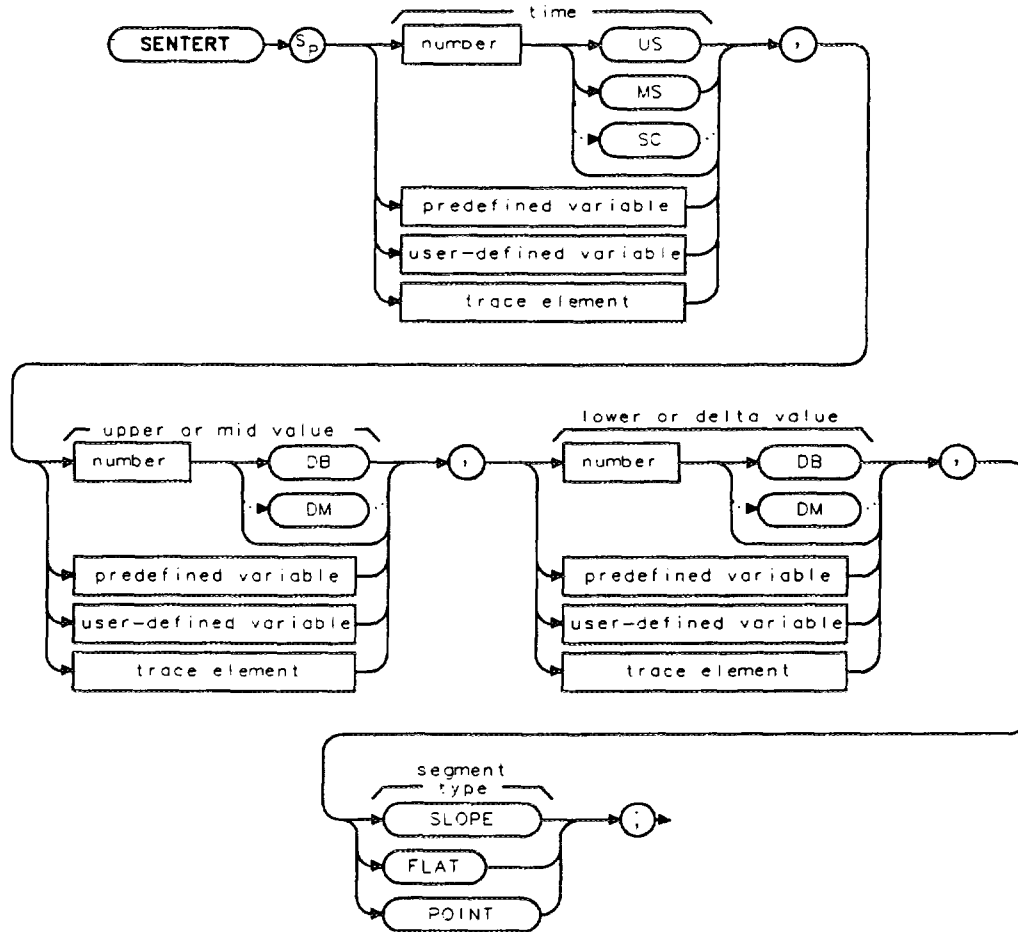 time
SENTERT SP number US ,
MS
SC
predefined variable
user-defined variable
trace element
upper or mid value lower or delta value
number DB , number DB ,
DM DM
predefined variable predefined variable
user-defined variable user-defined variable
trace element trace element
segment
type
SLOPE ;
FLAT
POINT